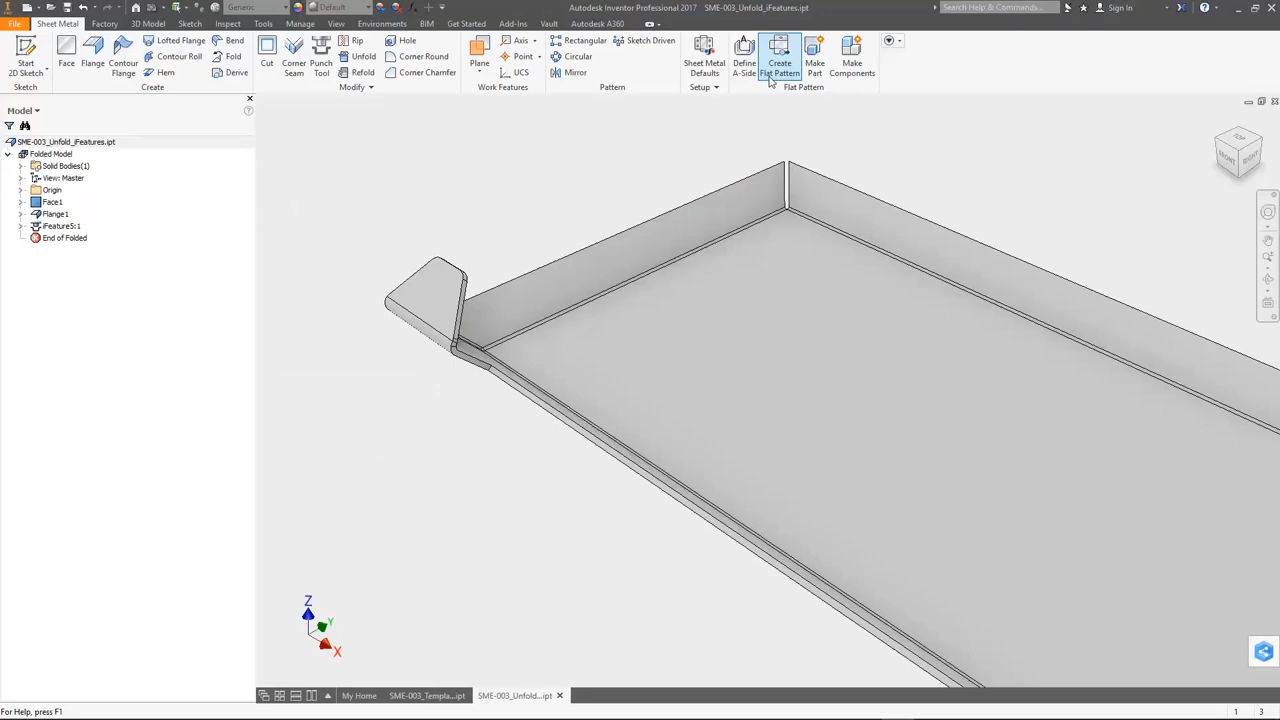 Generic
Default
Autodesk Inventor Professional 2017
SME-003_Unfold_iFeatures.ipt
Search Help & Commands...
Sign In
File
Sheet Metal
Factory
3D Model
Sketch
Inspect
Tools
Manage
View
Environments
BIM
Get Started
Add-Ins
Vault
Autodesk A360
Start
2D Sketch
Face
Flange
Contour
Flange
Lofted Flange
Contour Roll
Hem
Bend
Fold
Derive
Cut
Corner
Seam
Punch
Tool
Rip
Unfold
Refold
Hole
Corner Round
Corner Chamfer
Plane
Axis
Point
UCS
Rectangular
Circular
Mirror
Sketch Driven
Sheet Metal
Defaults
Define
A-Side
Create
Flat Pattern
Make
Part
Make
Components
Sketch
Create
Modify
Work Features
Pattern
Setup
Flat Pattern
Model
SME-003_Unfold_iFeatures.ipt
Folded Model
Solid Bodies(1)
View: Master
Origin
Face1
Flange1
iFeature5:1
End of Folded
TOP
FRONT
RIGHT
Z
Y
X
My Home
SME-003_Templa...ipt
SME-003_Unfold...ipt
For Help, press F1
1
3